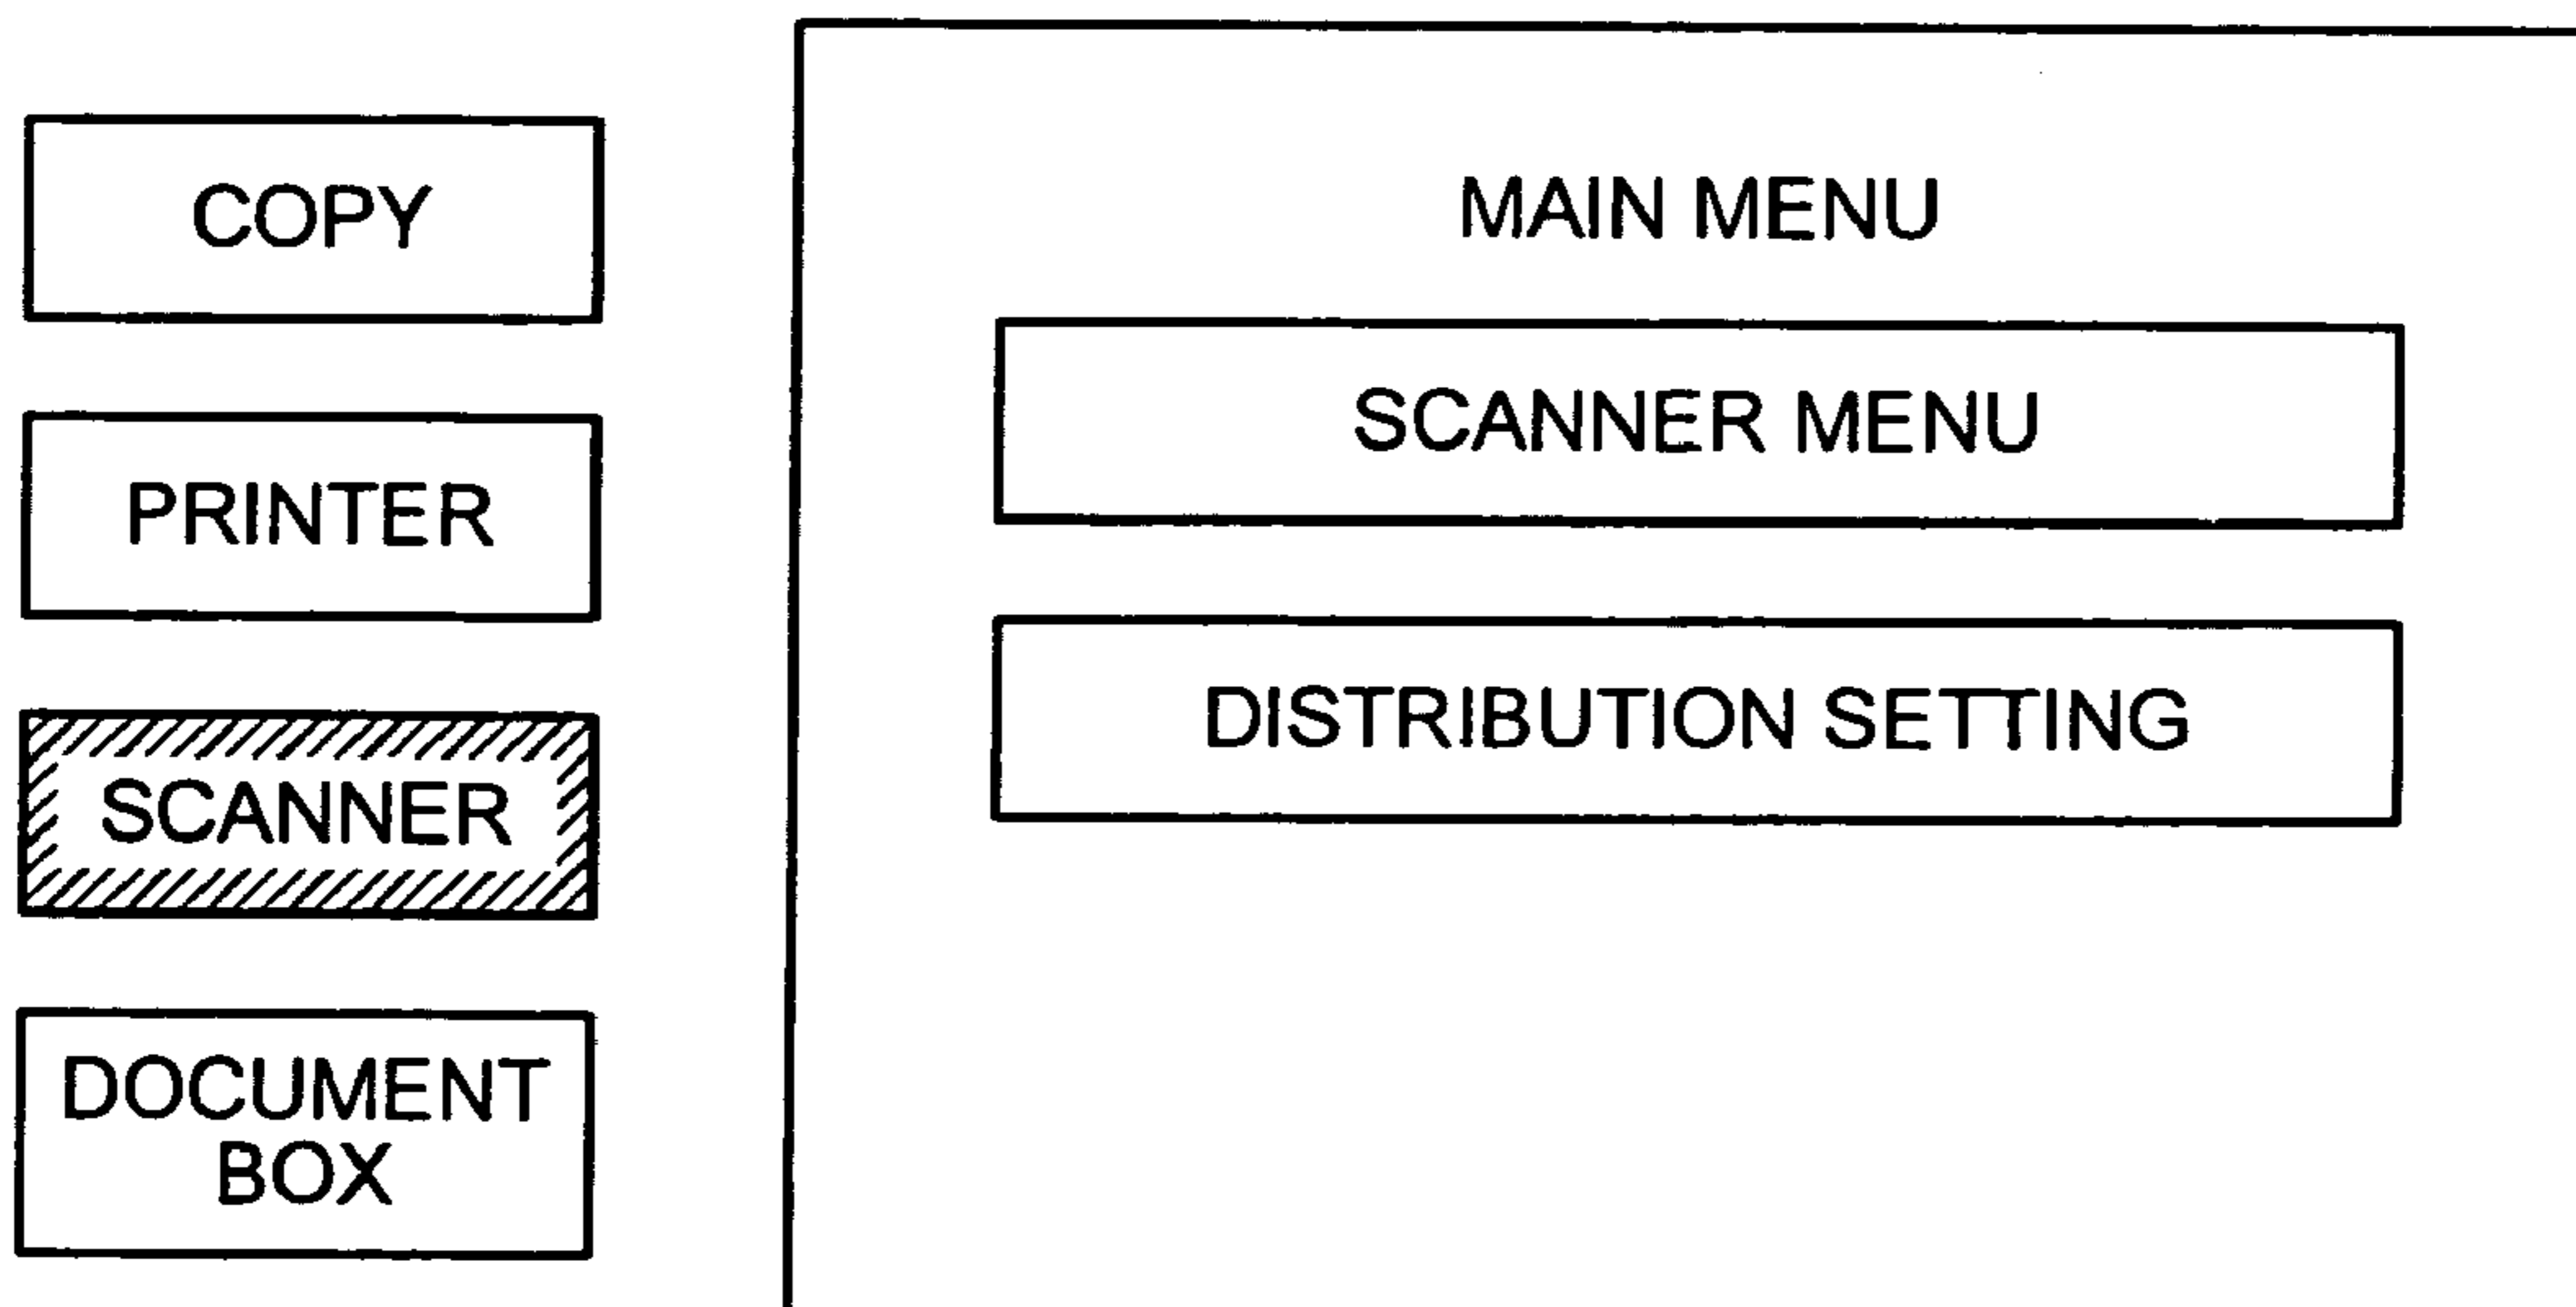 COPY
PRINTER
SCANNER
DOCUMENT
BOX
MAIN MENU
SCANNER MENU
DISTRIBUTION SETTING